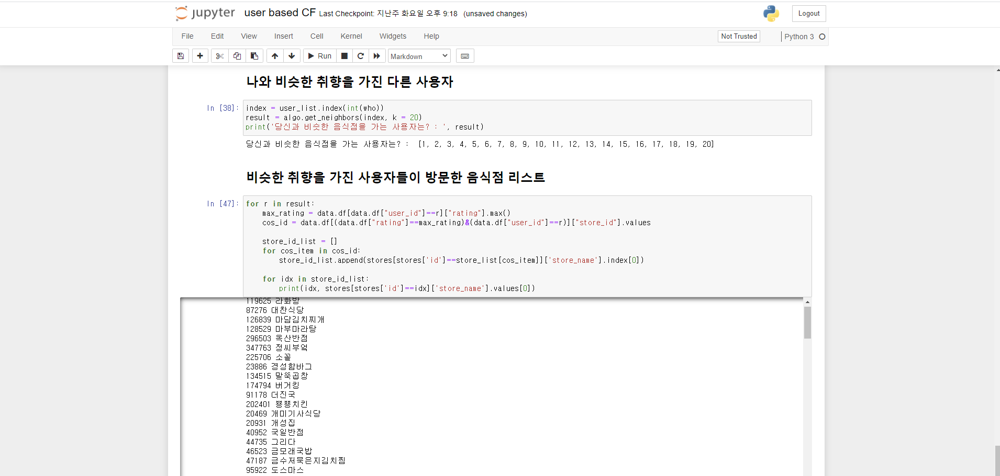 jupyter user based CF Last Checkpoint: 지난주 화요일 오후 9:18 (unsaved changes) Logout
File Edit View Insert Cell Kernel Widgets Help Not Trusted Python 3
Run Markdown
나와 비슷한 취향을 가진 다른 사용자
In [38]: index = user_list.index(int(who))
result = algo.get_neighbors(index, k = 20)
print('당신과 비슷한 음식점을 가는 사용자는? : ', result)
당신과 비슷한 음식점을 가는 사용자는? :  [1, 2, 3, 4, 5, 6, 7, 8, 9, 10, 11, 12, 13, 14, 15, 16, 17, 18, 19, 20]
비슷한 취향을 가진 사용자들이 방문한 음식점 리스트
In [47]: for r in result:
    max_rating = data.df[data.df["user_id"]==r]["rating"].max()
    cos_id = data.df[(data.df["rating"]==max_rating)&(data.df["user_id"]==r)]["store_id"].values
    store_id_list = []
    for cos_item in cos_id:
        store_id_list.append(stores[stores['id']==store_list[cos_item]]['store_name'].index[0])
    for idx in store_id_list:
        print(idx, stores[stores['id']==idx]['store_name'].values[0])
119625 라화방
87276 대찬식당
126839 마담김치찌개
128529 마부마라탕
296503 옥산반점
347763 정씨부엌
225706 소꼴
23886 경성함바그
134515 말뚝곱창
174794 버거킹
91178 더진국
202401 뿅뿅치킨
20469 개미기사식당
20931 개성집
40952 국일반점
44735 그리다
46523 금모래국밥
47187 금수저묵은지김치찜
95922 도스마스